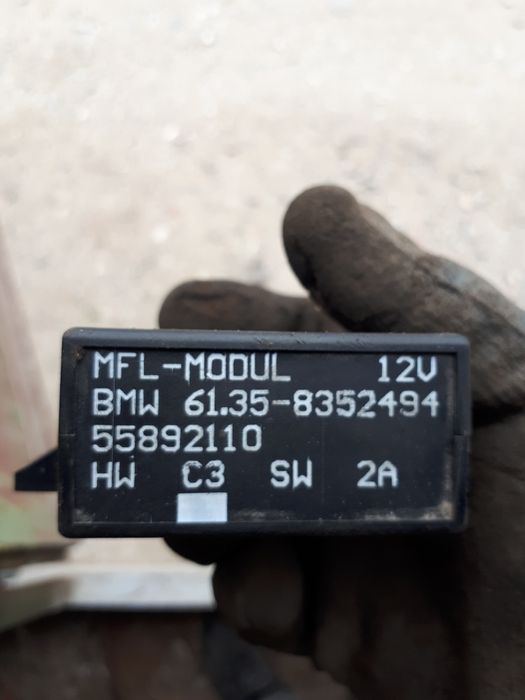 MFL-MODUL 12V
BMW 61.35-8352494
55892110
HW C3 SW 2A